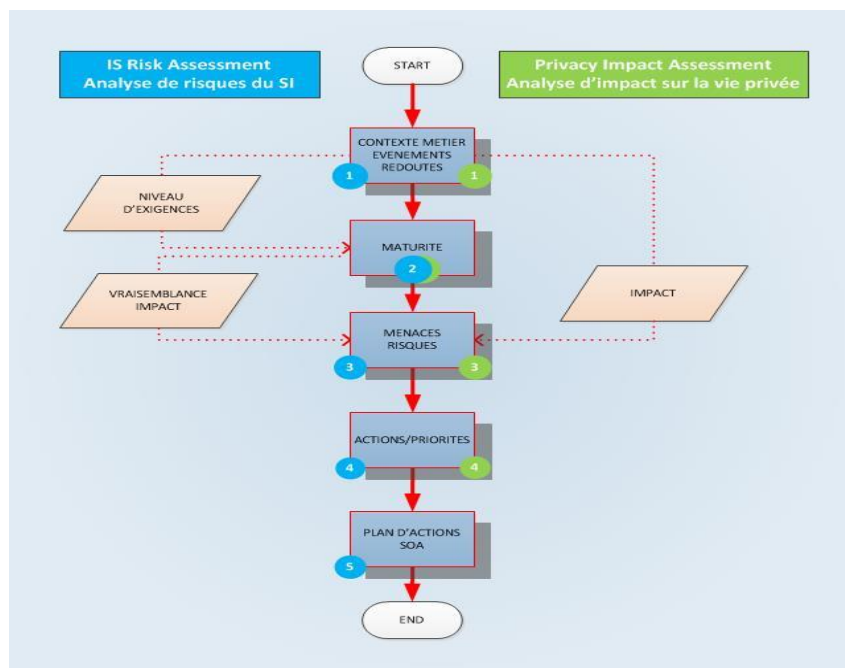 IS Risk Assessment
Analyse de risques du SI
START
Privacy Impact Assessment
Analyse d'impact sur la vie privée
CONTEXTE METIER
EVENEMENTS
REDOUTES
1
1
NIVEAU
D'EXIGENCES
MATURITE
2
VRAISEMBLANCE
IMPACT
IMPACT
MENACES
RISQUES
3
3
ACTIONS/PRIORITES
4
4
PLAN D'ACTIONS
SOA
5
END